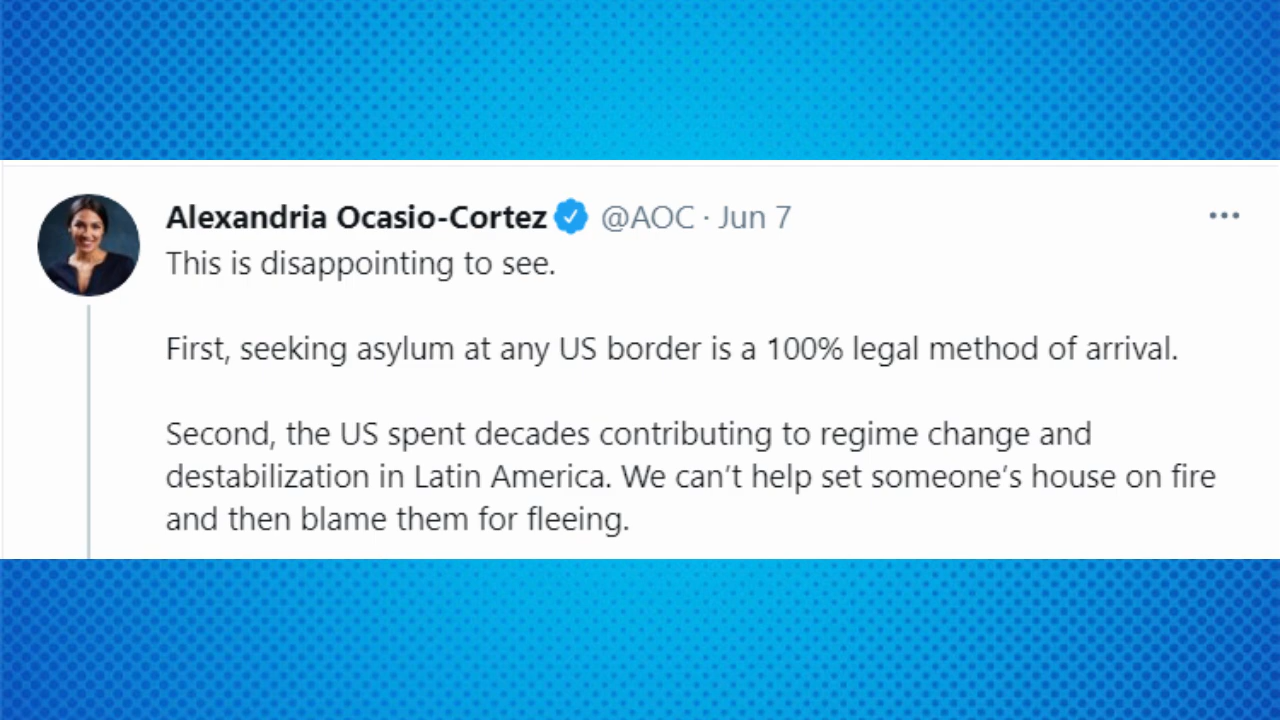 Alexandria Ocasio-Cortez @AOC · Jun 7
This is disappointing to see.
First, seeking asylum at any US border is a 100% legal method of arrival.
Second, the US spent decades contributing to regime change and
destabilization in Latin America. We can’t help set someone’s house on fire
and then blame them for fleeing.